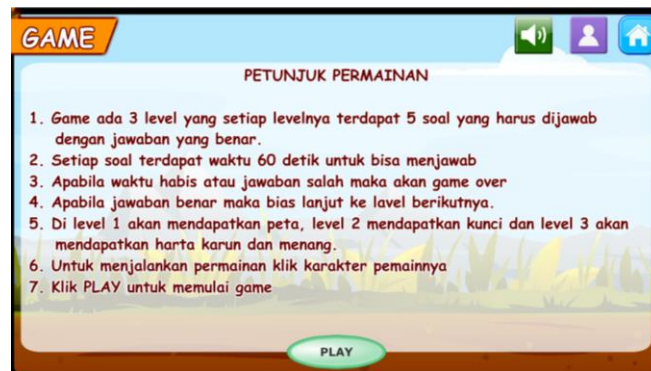 GAME
PETUNJUK PERMAINAN
1. Game ada 3 level yang setiap levelnya terdapat 5 soal yang harus dijawab
dengan jawaban yang benar.
2. Setiap soal terdapat waktu 60 detik untuk bisa menjawab
3. Apabila waktu habis atau jawaban salah maka akan game over
4. Apabila jawaban benar maka bias lanjut ke lavel berikutnya.
5. Di level 1 akan mendapatkan peta, level 2 mendapatkan kunci dan level 3 akan
mendapatkan harta karun dan menang.
6. Untuk menjalankan permainan klik karakter pemainnya
7. Klik PLAY untuk memulai game
PLAY